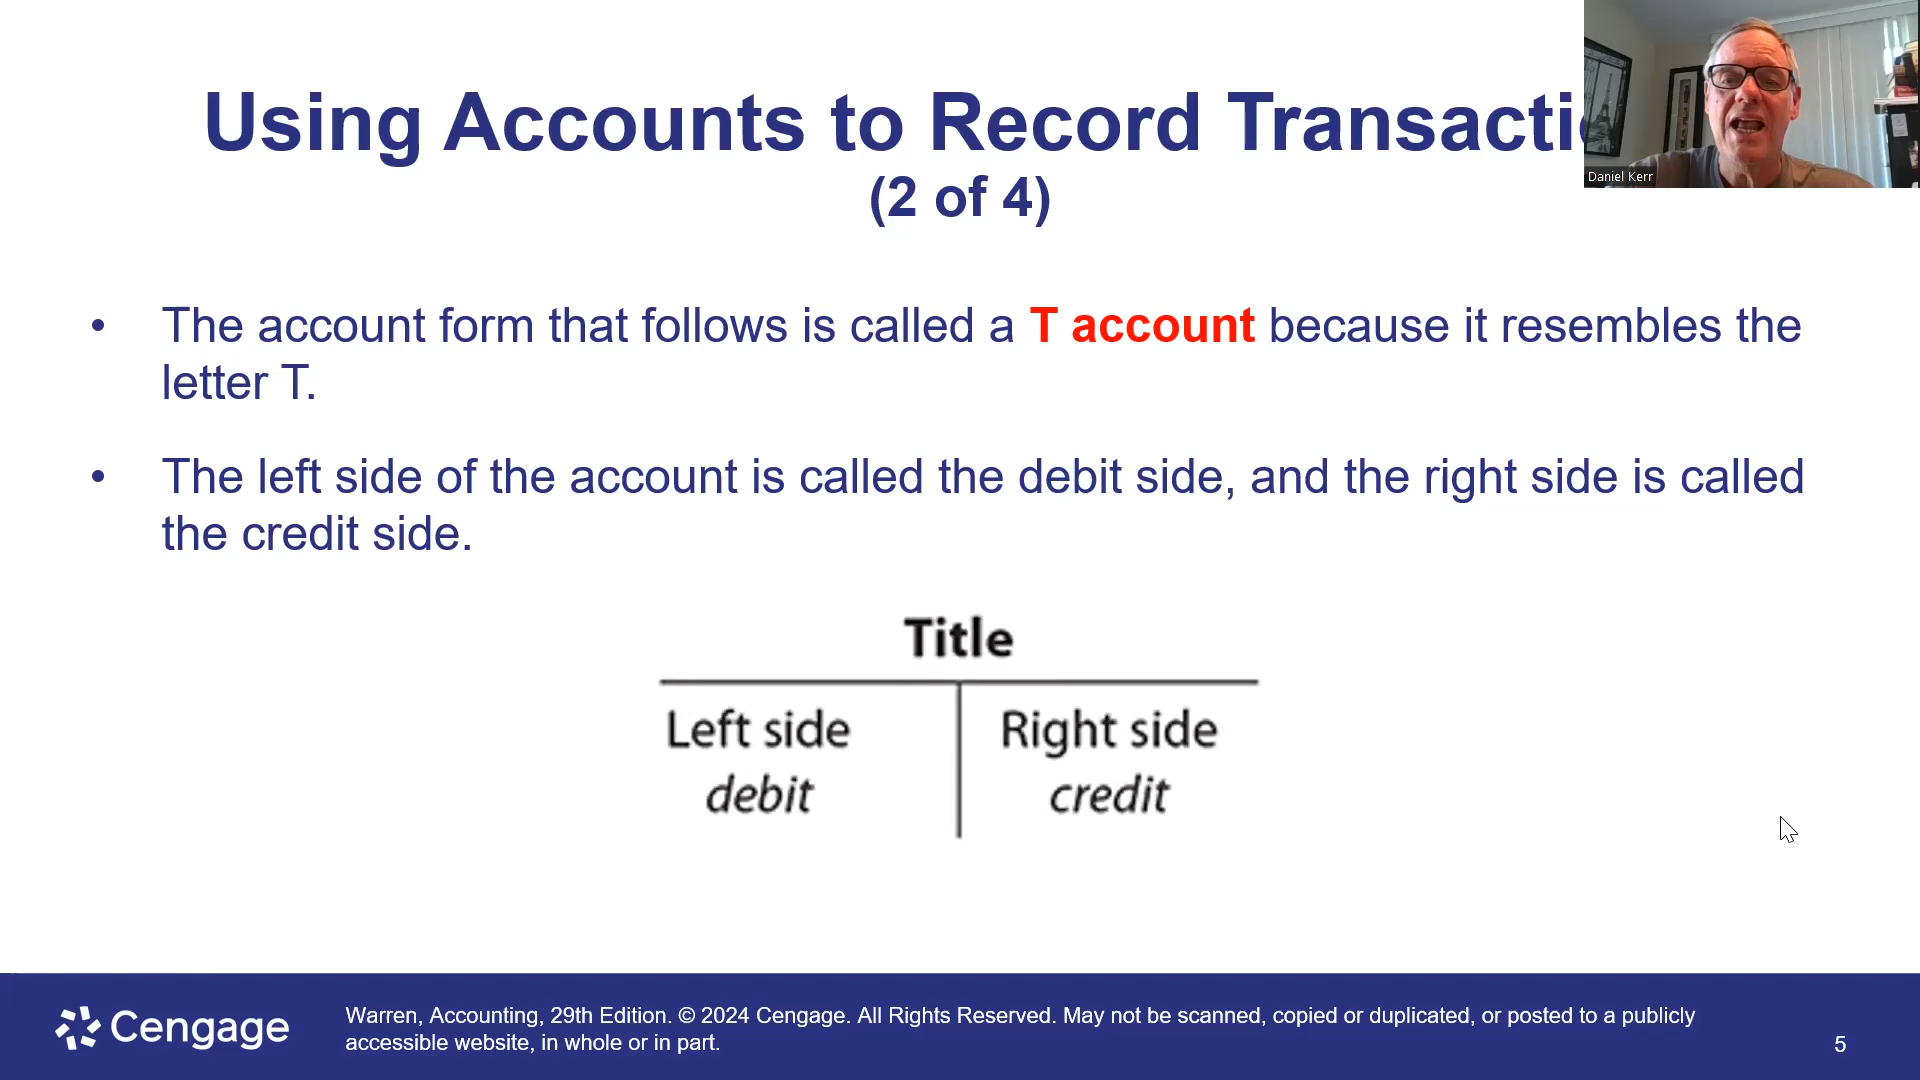 Using Accounts to Record Transacti
(2 of 4)
Daniel Kerr
• The account form that follows is called a T account because it resembles the
letter T.
• The left side of the account is called the debit side, and the right side is called
the credit side.
Title
Left side
debit
Right side
credit
Cengage
Warren, Accounting, 29th Edition. © 2024 Cengage. All Rights Reserved. May not be scanned, copied or duplicated, or posted to a publicly
accessible website, in whole or in part.
5